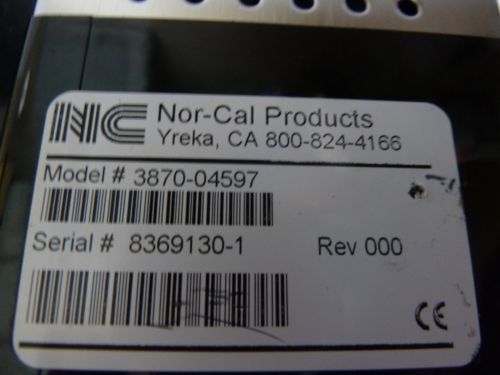 NC Nor-Cal Products
Yreka, CA 800-824-4166
Model # 3870-04597
Serial # 8369130-1 Rev 000
CE